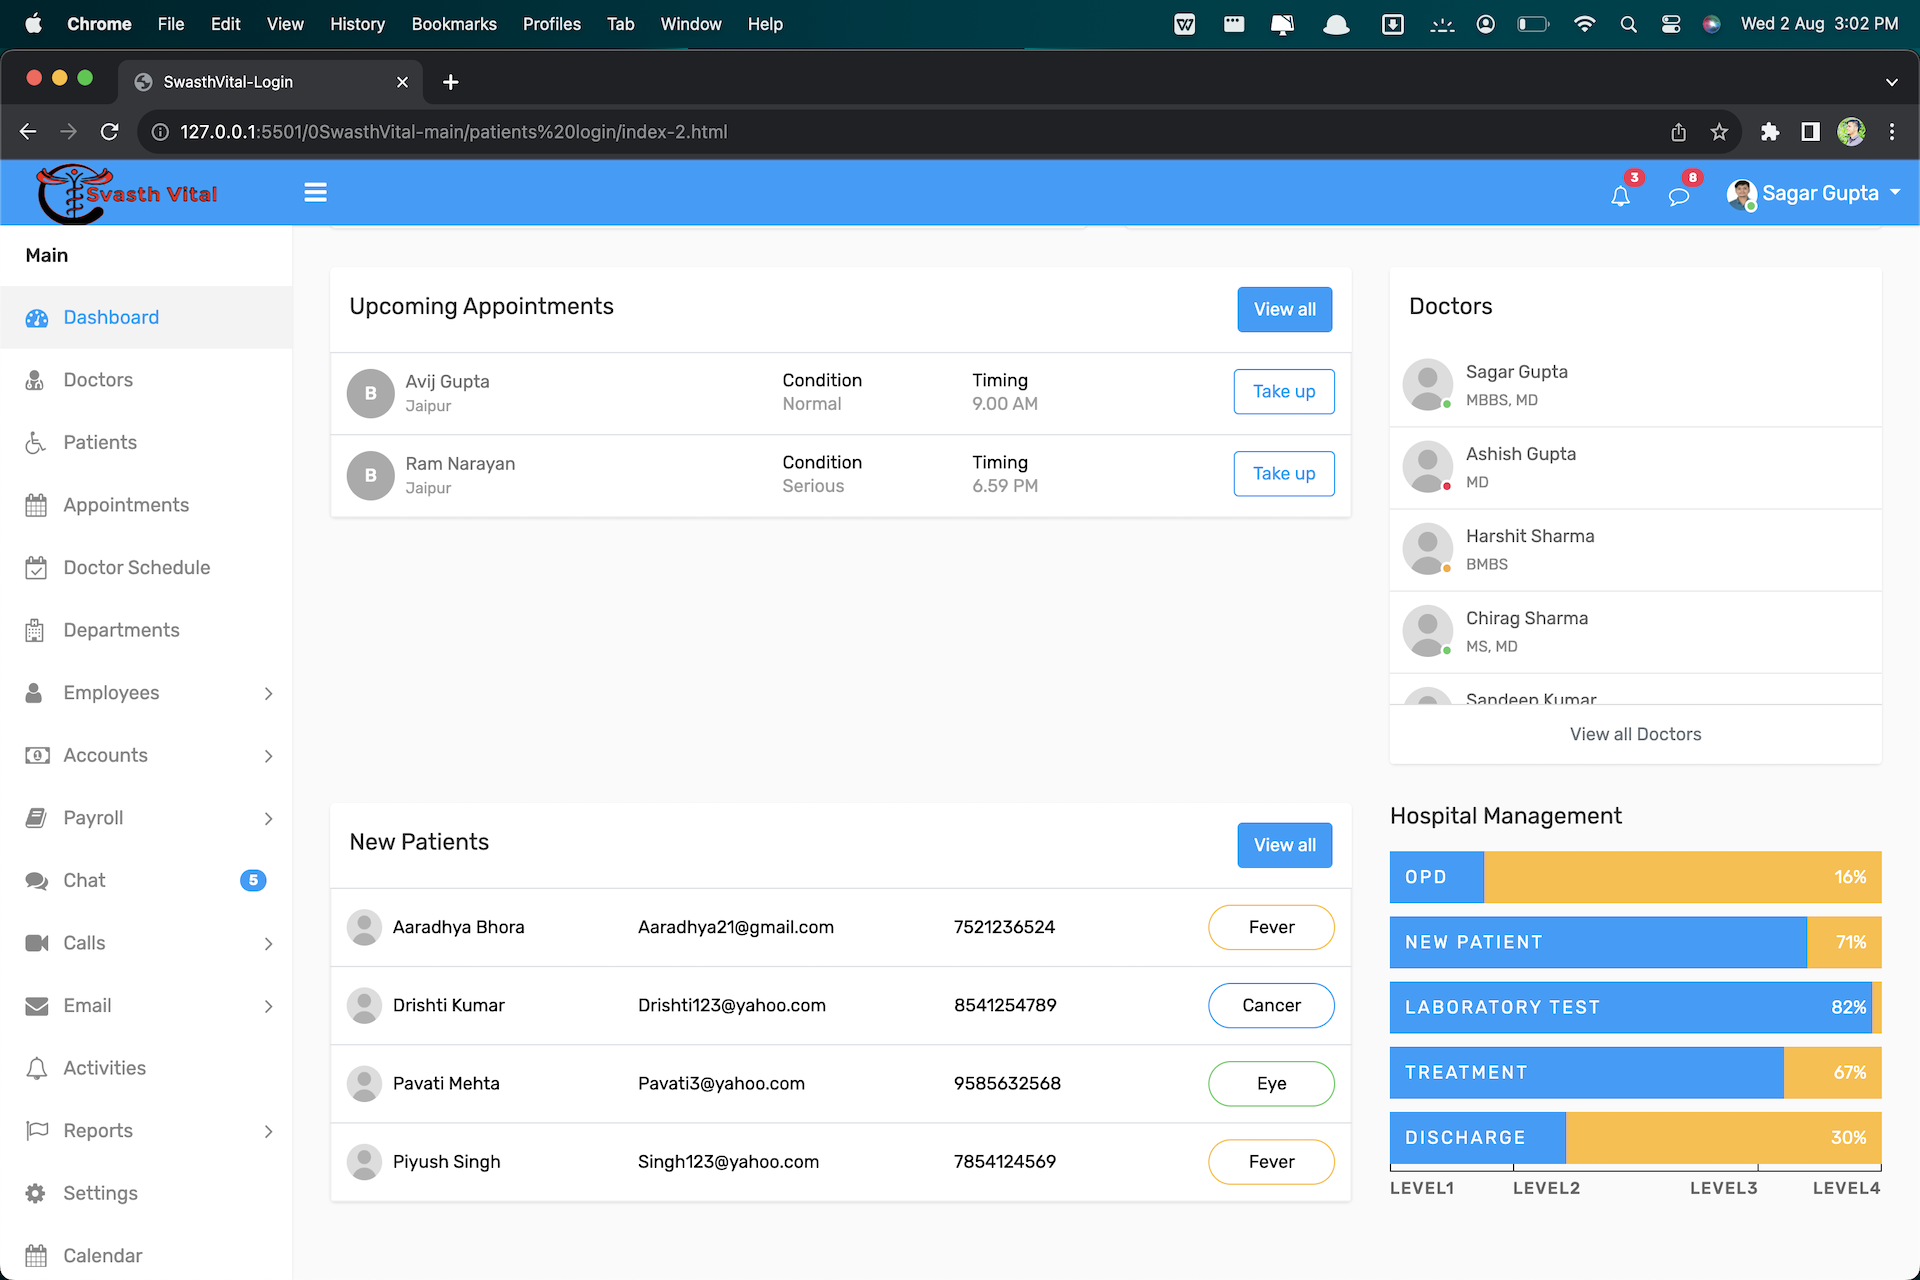 Chrome File Edit View History Bookmarks Profiles Tab Window Help Wed 2 Aug 3:02 PM
SwasthVital-Login
127.0.0.1:5501/0SwasthVital-main/patients%20login/index-2.html
Svasth Vital
3
8
Sagar Gupta
Main
Dashboard
Doctors
Patients
Appointments
Doctor Schedule
Departments
Employees
Accounts
Payroll
Chat 5
Calls
Email
Activities
Reports
Settings
Calendar
Upcoming Appointments View all
B Avij Gupta Condition Timing Take up
Jaipur Normal 9.00 AM
B Ram Narayan Condition Timing Take up
Jaipur Serious 6.59 PM
Doctors
Sagar Gupta
MBBS, MD
Ashish Gupta
MD
Harshit Sharma
BMBS
Chirag Sharma
MS, MD
Sandeep Kumar
View all Doctors
New Patients View all
Aaradhya Bhora Aaradhya21@gmail.com 7521236524 Fever
Drishti Kumar Drishti123@yahoo.com 8541254789 Cancer
Pavati Mehta Pavati3@yahoo.com 9585632568 Eye
Piyush Singh Singh123@yahoo.com 7854124569 Fever
Hospital Management
OPD 16%
NEW PATIENT 71%
LABORATORY TEST 82%
TREATMENT 67%
DISCHARGE 30%
LEVEL1 LEVEL2 LEVEL3 LEVEL4